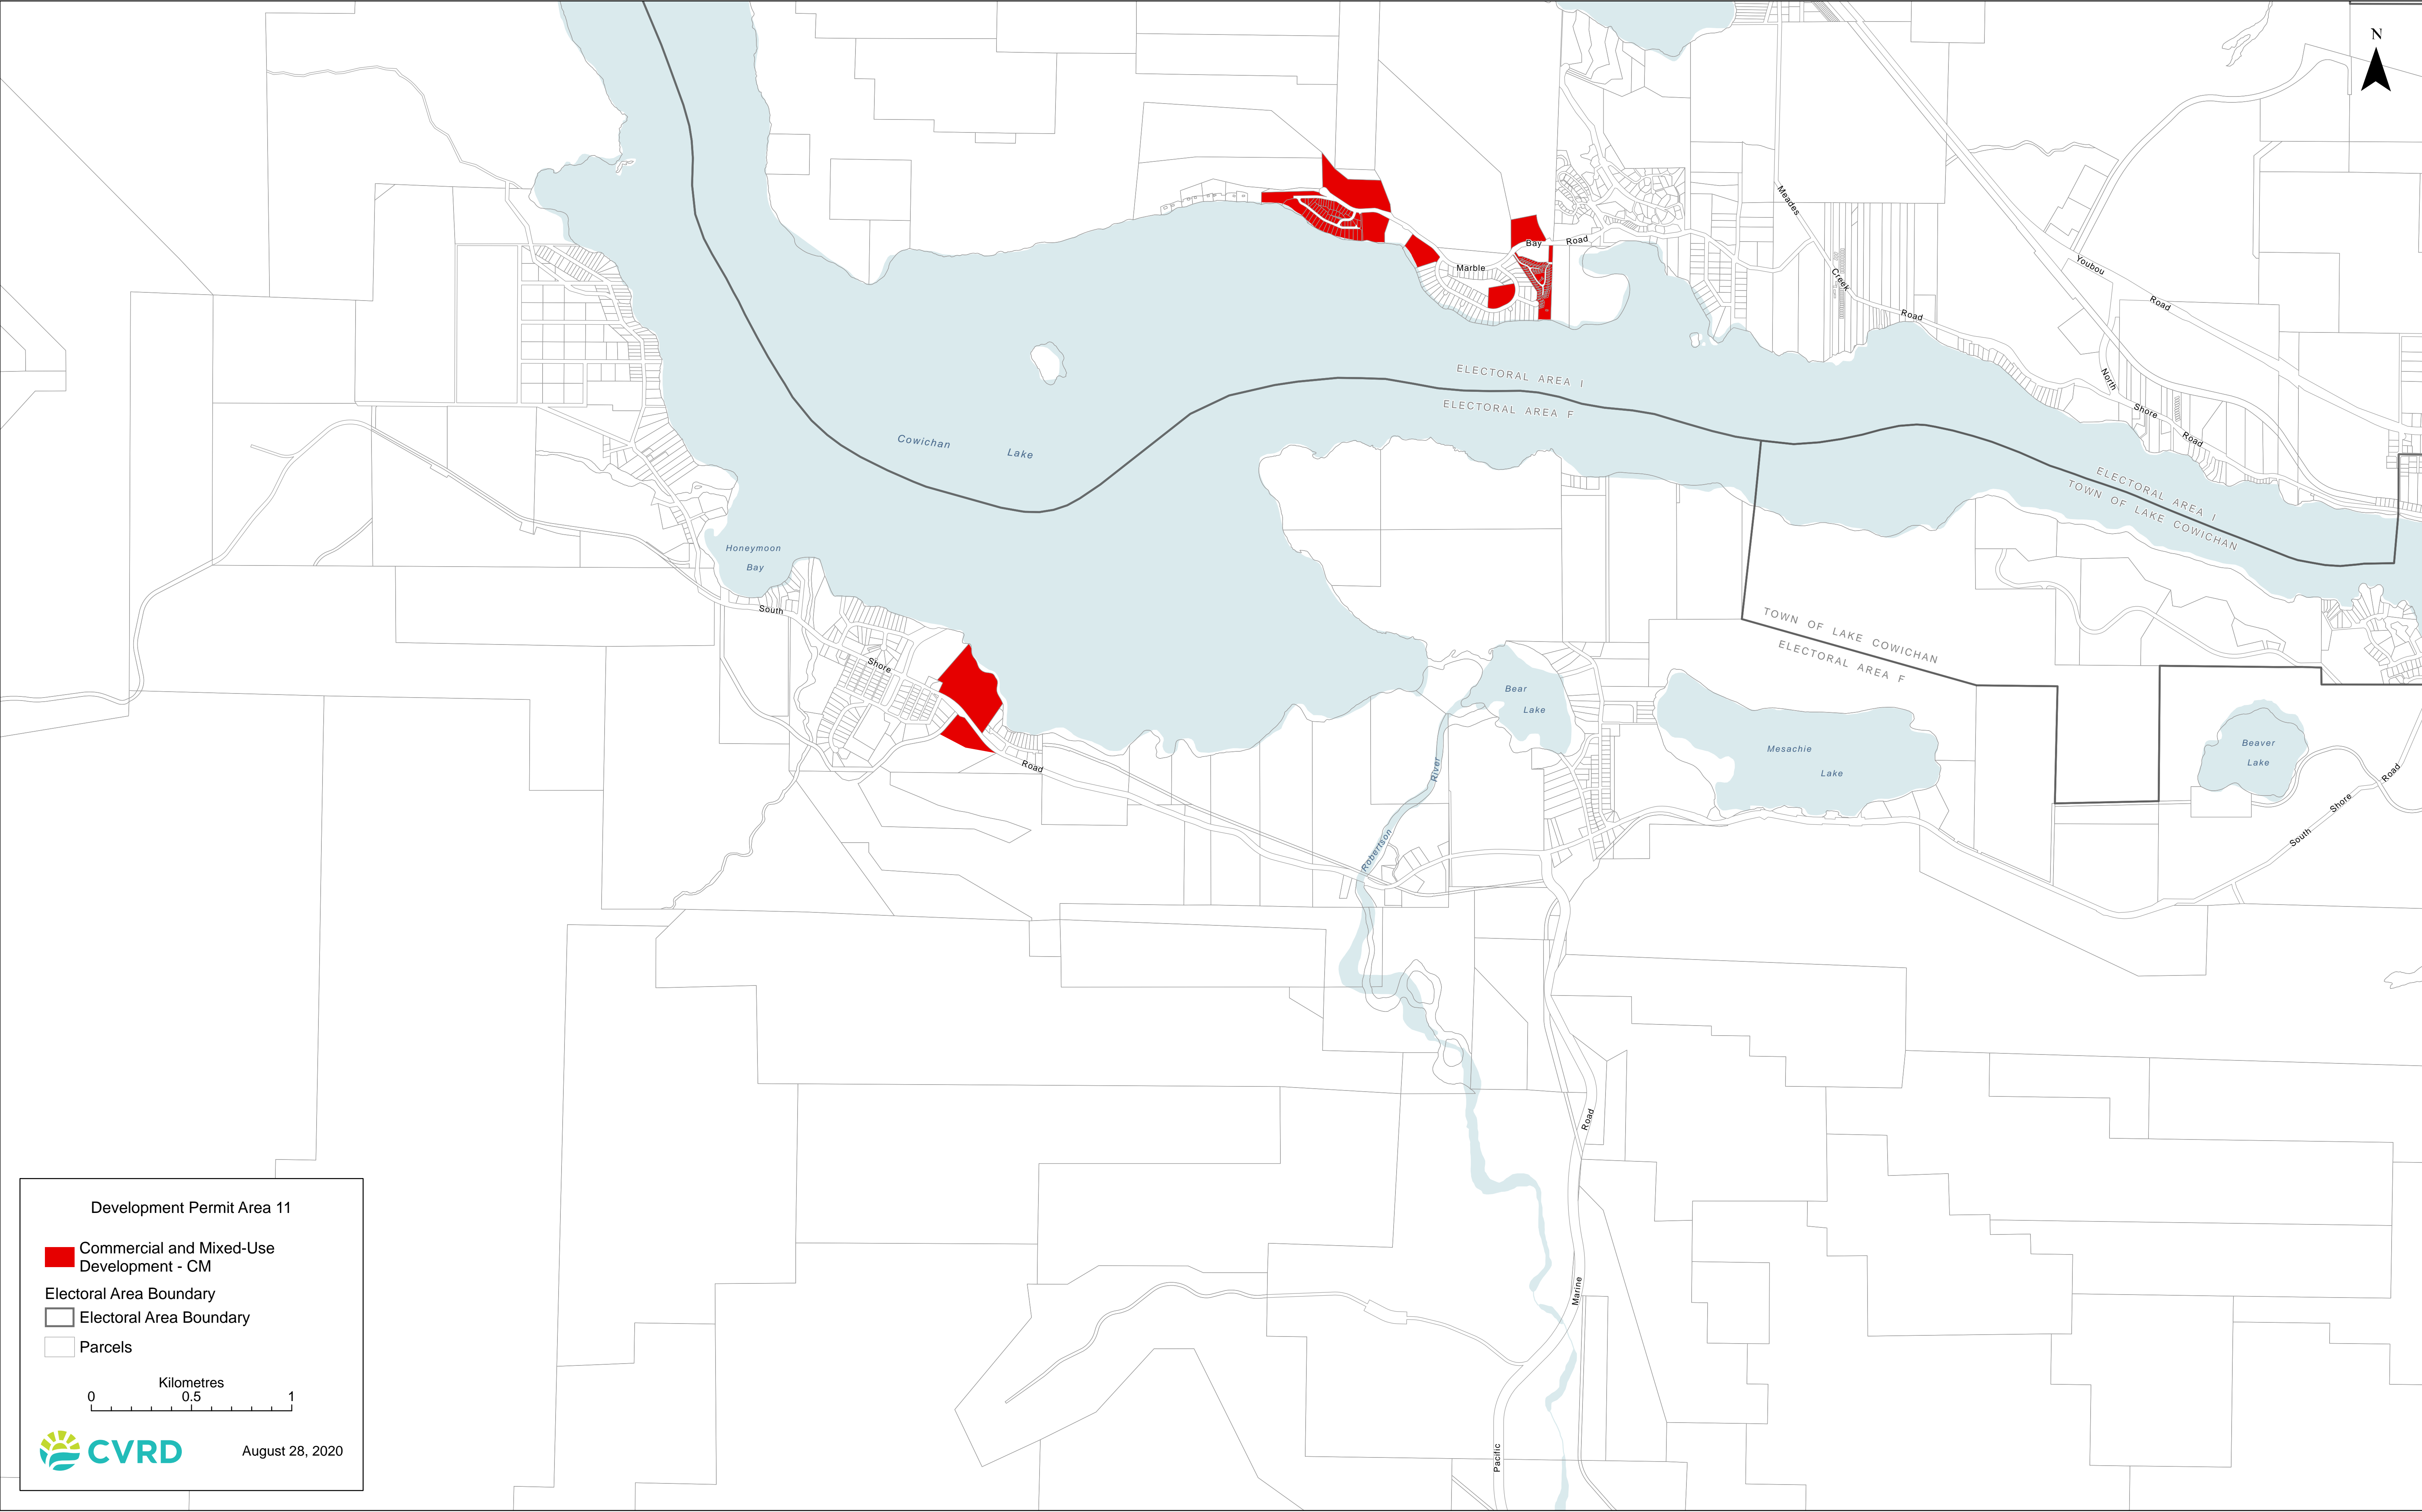 N
Meades
Creek
Road
Youbou
Road
Bay
Road
Marble
North
Shore
Road
ELECTORAL AREA I
ELECTORAL AREA F
Cowichan
Lake
ELECTORAL AREA I
TOWN OF LAKE COWICHAN
Honeymoon
Bay
South
Shore
Road
TOWN OF LAKE COWICHAN
ELECTORAL AREA F
Bear
Lake
Mesachie
Lake
Beaver
Lake
River
Robertson
South
Shore
Road
Road
Marine
Pacific
Development Permit Area 11
Commercial and Mixed-Use
Development - CM
Electoral Area Boundary
Electoral Area Boundary
Parcels
Kilometres
0 0.5 1
CVRD
August 28, 2020